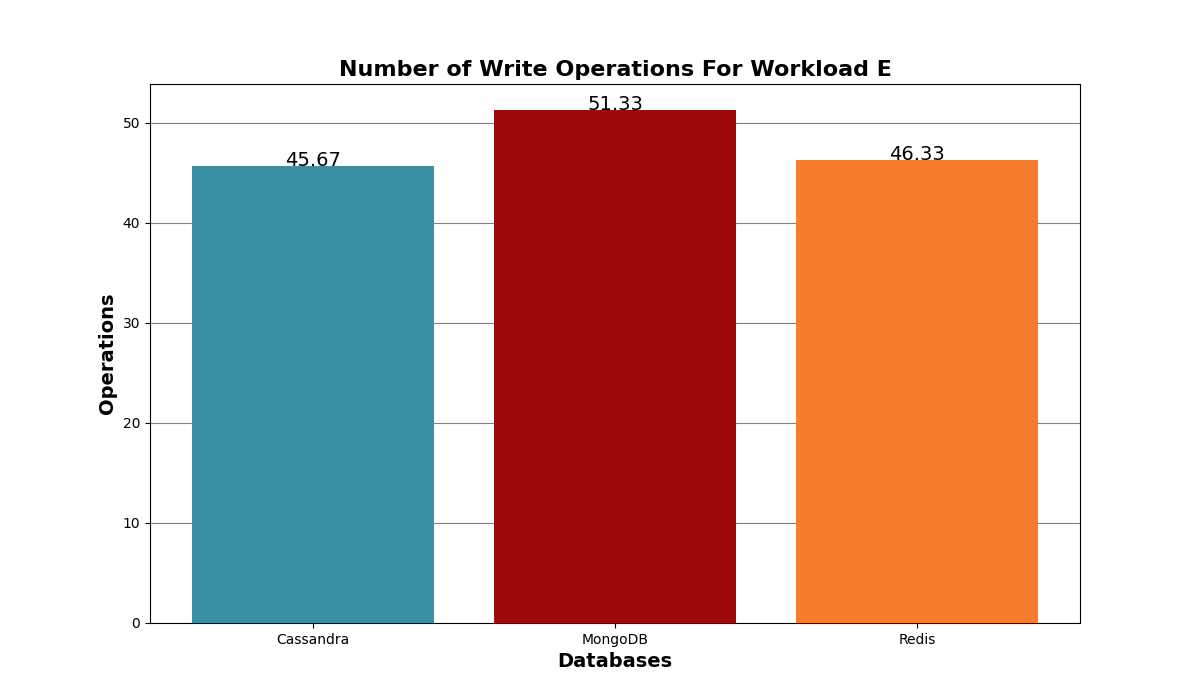 Number of Write Operations For Workload E
51.33
45.67
46.33
50
40
30
20
10
0
Operations
Cassandra
MongoDB
Redis
Databases